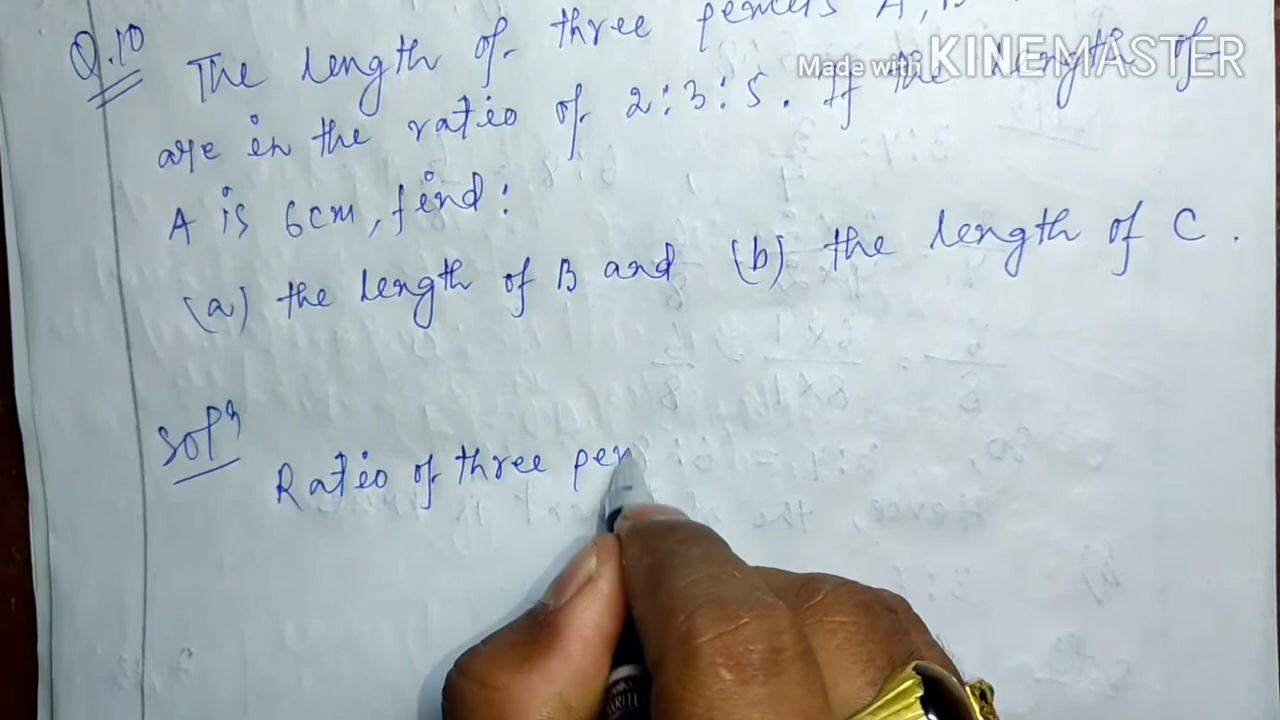 Q.10 The length of three pencils A, B
Made with KINEMASTER
are in the ratio of 2:3:5. If the length of
A is 6cm, find:
(a) the length of B and (b) the length of C.
Solⁿ
Ratio of three pen